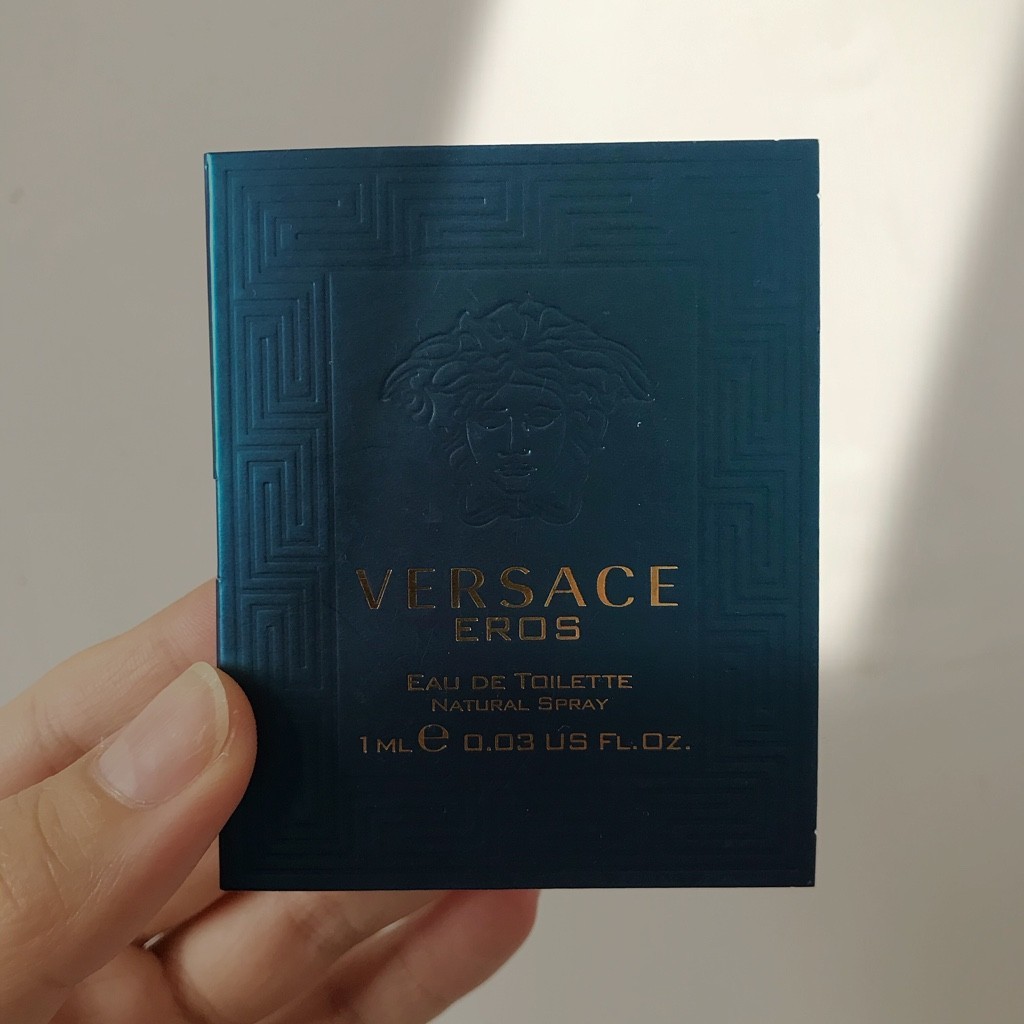 VERSACE
EROS
EAU DE TOILETTE
NATURAL SPRAY
1 ML e 0.03 US FL.OZ.